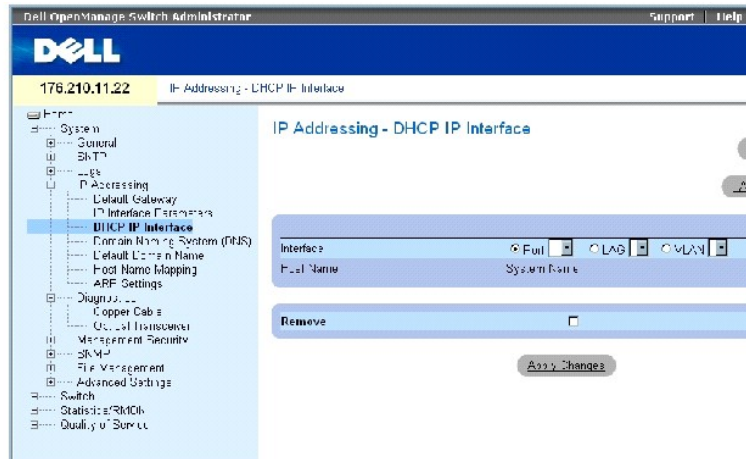 Dell OpenManage Switch Administrator
Support | Help
DELL
176.210.11.22
IP Addressing - DHCP IP Interface
Home
System
General
SNTP
Logs
IP Addressing
Default Gateway
IP Interface Parameters
DHCP IP Interface
Domain Naming System (DNS)
Default Domain Name
Host Name Mapping
ARP Settings
Diagnostics
Copper Cable
Optical Transceiver
Management Security
SNMP
File Management
Advanced Settings
Switch
Statistics/RMON
Quality of Service
IP Addressing - DHCP IP Interface
Interface Port LAG VLAN
Host Name System Name
Remove
Apply Changes